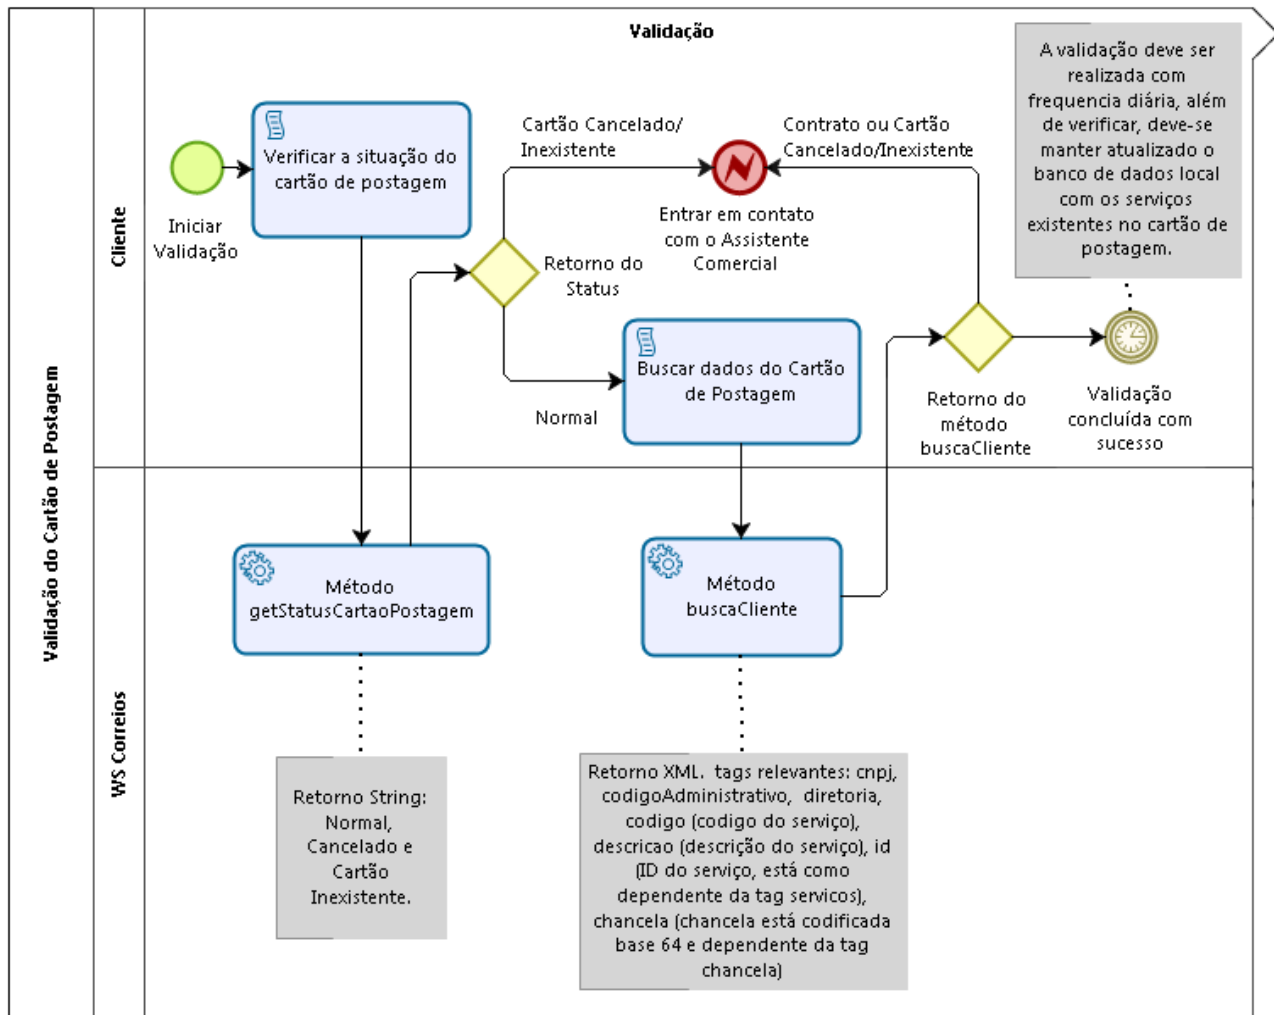 Validação do Cartão de Postagem
Validação
Cliente
Iniciar
Validação
Verificar a situação do
cartão de postagem
Cartão Cancelado/
Inexistente
Contrato ou Cartão
Cancelado/Inexistente
Entrar em contato
com o Assistente
Comercial
Retorno do
Status
Normal
Buscar dados do Cartão
de Postagem
Retorno do
método
buscaCliente
Validação
concluída com
sucesso
A validação deve ser
realizada com
frequencia diária, além
de verificar, deve-se
manter atualizado o
banco de dados local
com os serviços
existentes no cartão de
postagem.
WS Correios
Método
getStatusCartaoPostagem
Método
buscaCliente
Retorno String:
Normal,
Cancelado e
Cartão
Inexistente.
Retorno XML.  tags relevantes: cnpj,
codigoAdministrativo,  diretoria,
codigo (codigo do serviço),
descricao (descrição do serviço), id
(ID do serviço, está como
dependente da tag servicos),
chancela (chancela está codificada
base 64 e dependente da tag
chancela)